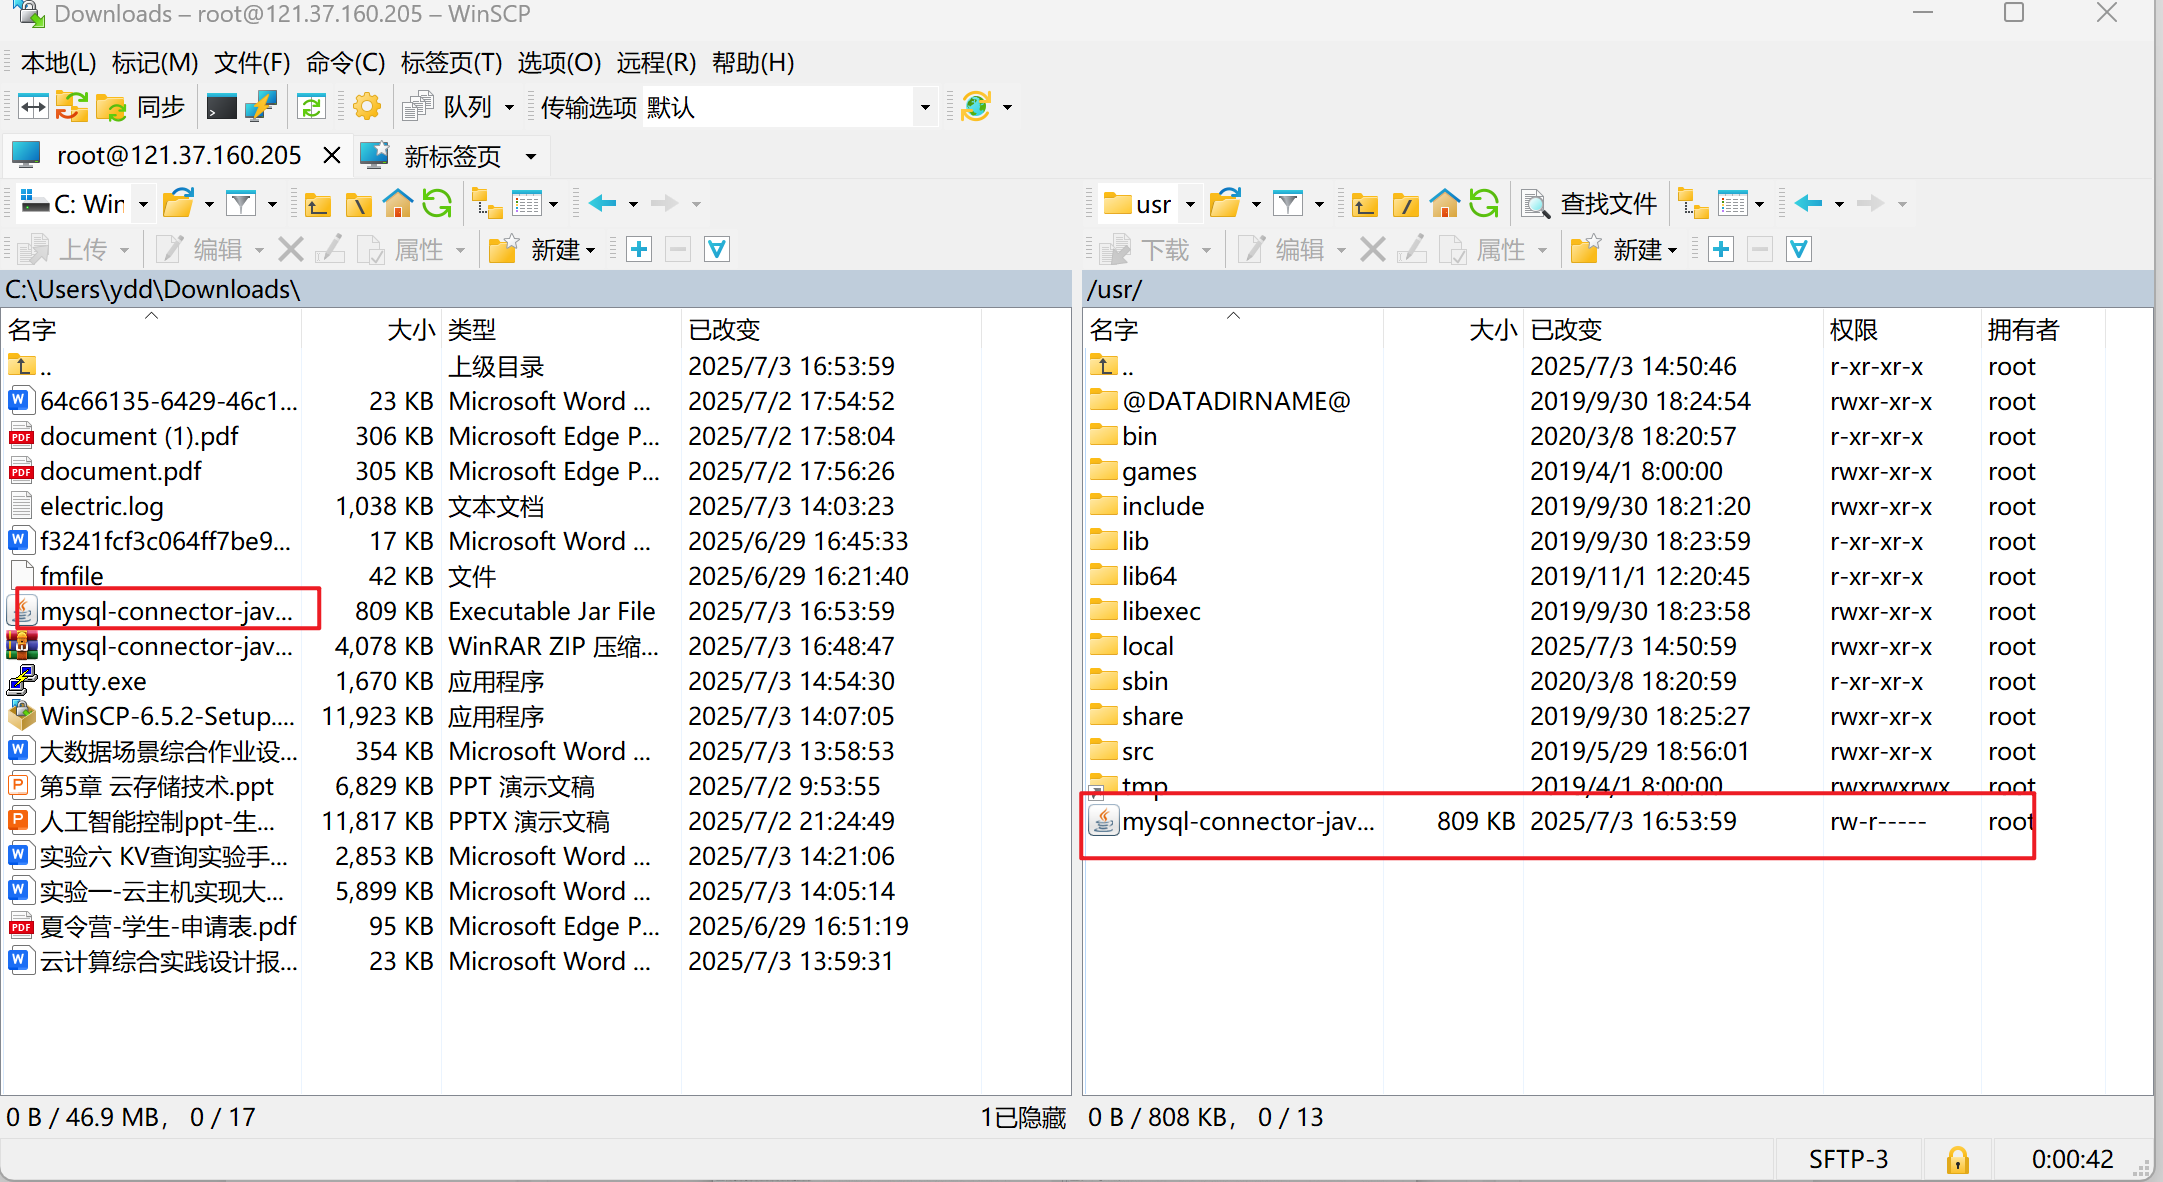 Downloads – root@121.37.160.205 – WinSCP
本地(L) 标记(M) 文件(F) 命令(C) 标签页(T) 选项(O) 远程(R) 帮助(H)
同步 队列 传输选项 默认
root@121.37.160.205 新标签页
C: Win usr 查找文件
上传 编辑 属性 新建 下载 编辑 属性 新建
C:\Users\ydd\Downloads\
名字 大小 类型 已改变
.. 上级目录 2025/7/3 16:53:59
64c66135-6429-46c1... 23 KB Microsoft Word ... 2025/7/2 17:54:52
document (1).pdf 306 KB Microsoft Edge P... 2025/7/2 17:58:04
document.pdf 305 KB Microsoft Edge P... 2025/7/2 17:56:26
electric.log 1,038 KB 文本文档 2025/7/3 14:03:23
f3241fcf3c064ff7be9... 17 KB Microsoft Word ... 2025/6/29 16:45:33
fmfile 42 KB 文件 2025/6/29 16:21:40
mysql-connector-jav... 809 KB Executable Jar File 2025/7/3 16:53:59
mysql-connector-jav... 4,078 KB WinRAR ZIP 压缩... 2025/7/3 16:48:47
putty.exe 1,670 KB 应用程序 2025/7/3 14:54:30
WinSCP-6.5.2-Setup.... 11,923 KB 应用程序 2025/7/3 14:07:05
大数据场景综合作业设... 354 KB Microsoft Word ... 2025/7/3 13:58:53
第5章 云存储技术.ppt 6,829 KB PPT 演示文稿 2025/7/2 9:53:55
人工智能控制ppt-生... 11,817 KB PPTX 演示文稿 2025/7/2 21:24:49
实验六 KV查询实验手... 2,853 KB Microsoft Word ... 2025/7/3 14:21:06
实验一-云主机实现大... 5,899 KB Microsoft Word ... 2025/7/3 14:05:14
夏令营-学生-申请表.pdf 95 KB Microsoft Edge P... 2025/6/29 16:51:19
云计算综合实践设计报... 23 KB Microsoft Word ... 2025/7/3 13:59:31
0 B / 46.9 MB, 0 / 17 1已隐藏
/usr/
名字 大小 已改变 权限 拥有者
.. 2025/7/3 14:50:46 r-xr-xr-x root
@DATADIRNAME@ 2019/9/30 18:24:54 rwxr-xr-x root
bin 2020/3/8 18:20:57 r-xr-xr-x root
games 2019/4/1 8:00:00 rwxr-xr-x root
include 2019/9/30 18:21:20 rwxr-xr-x root
lib 2019/9/30 18:23:59 r-xr-xr-x root
lib64 2019/11/1 12:20:45 r-xr-xr-x root
libexec 2019/9/30 18:23:58 rwxr-xr-x root
local 2025/7/3 14:50:59 rwxr-xr-x root
sbin 2020/3/8 18:20:59 r-xr-xr-x root
share 2019/9/30 18:25:27 rwxr-xr-x root
src 2019/5/29 18:56:01 rwxr-xr-x root
tmp 2019/4/1 8:00:00 rwxrwxrwx root
mysql-connector-jav... 809 KB 2025/7/3 16:53:59 rw-r----- root
0 B / 808 KB, 0 / 13
SFTP-3 0:00:42